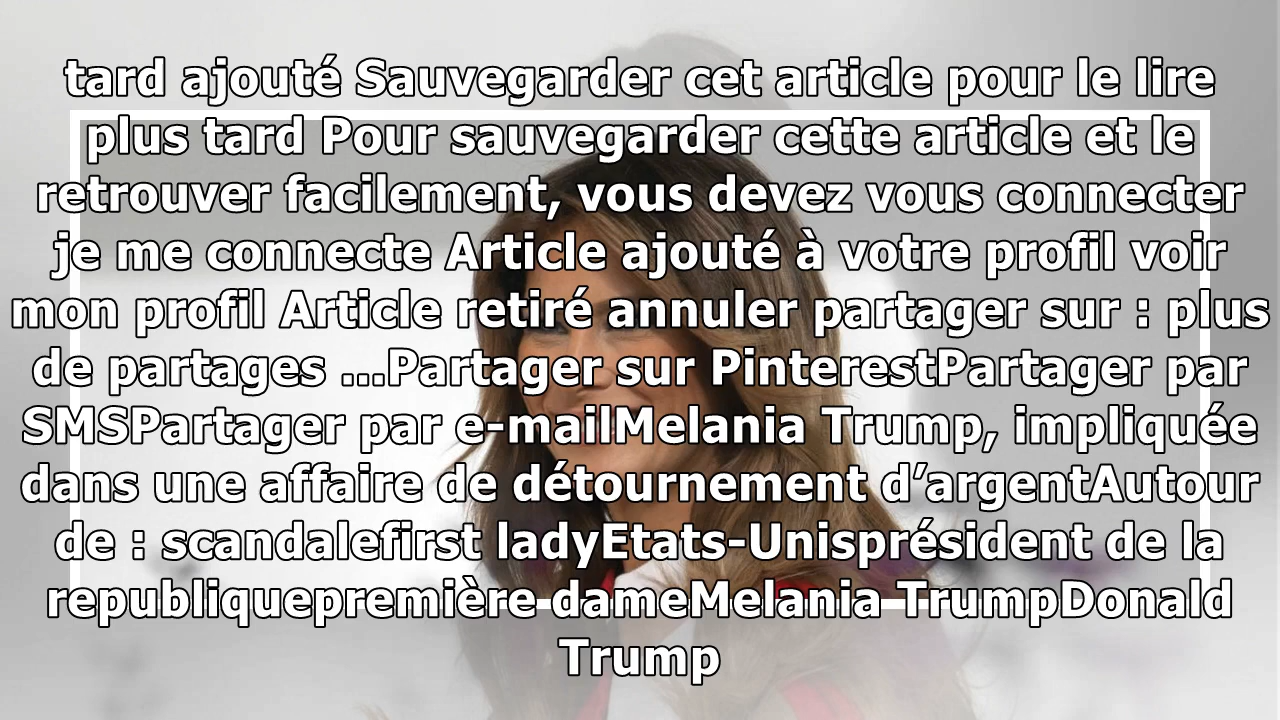 tard ajouté Sauvegarder cet article pour le lire
plus tard Pour sauvegarder cette article et le
retrouver facilement, vous devez vous connecter
je me connecte Article ajouté à votre profil voir
mon profil Article retiré annuler partager sur : plus
de partages ...Partager sur PinterestPartager par
SMSPartager par e-mailMelania Trump, impliquée
dans une affaire de détournement d’argentAutour
de : scandalefirst ladyEtats-Unisprésident de la
republiquepremière dameMelania TrumpDonald
Trump